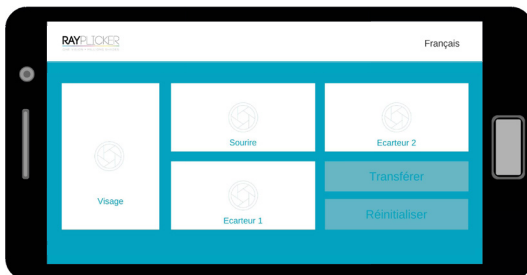 RAYPLICKER
Français
Visage
Sourire
Ecarteur 1
Ecarteur 2
Transférer
Réinitialiser